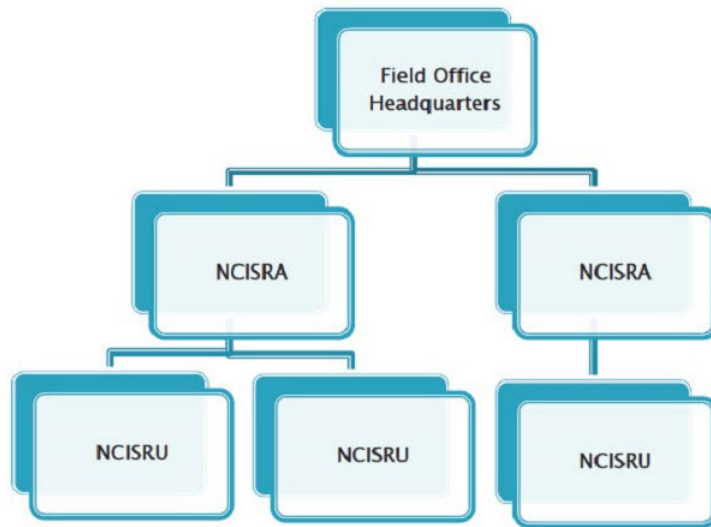 Field Office
Headquarters
NCISRA
NCISRA
NCISRU
NCISRU
NCISRU